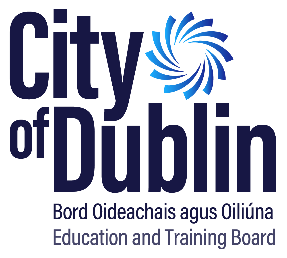 City
of Dublin
Bord Oideachais agus Oiliúna
Education and Training Board